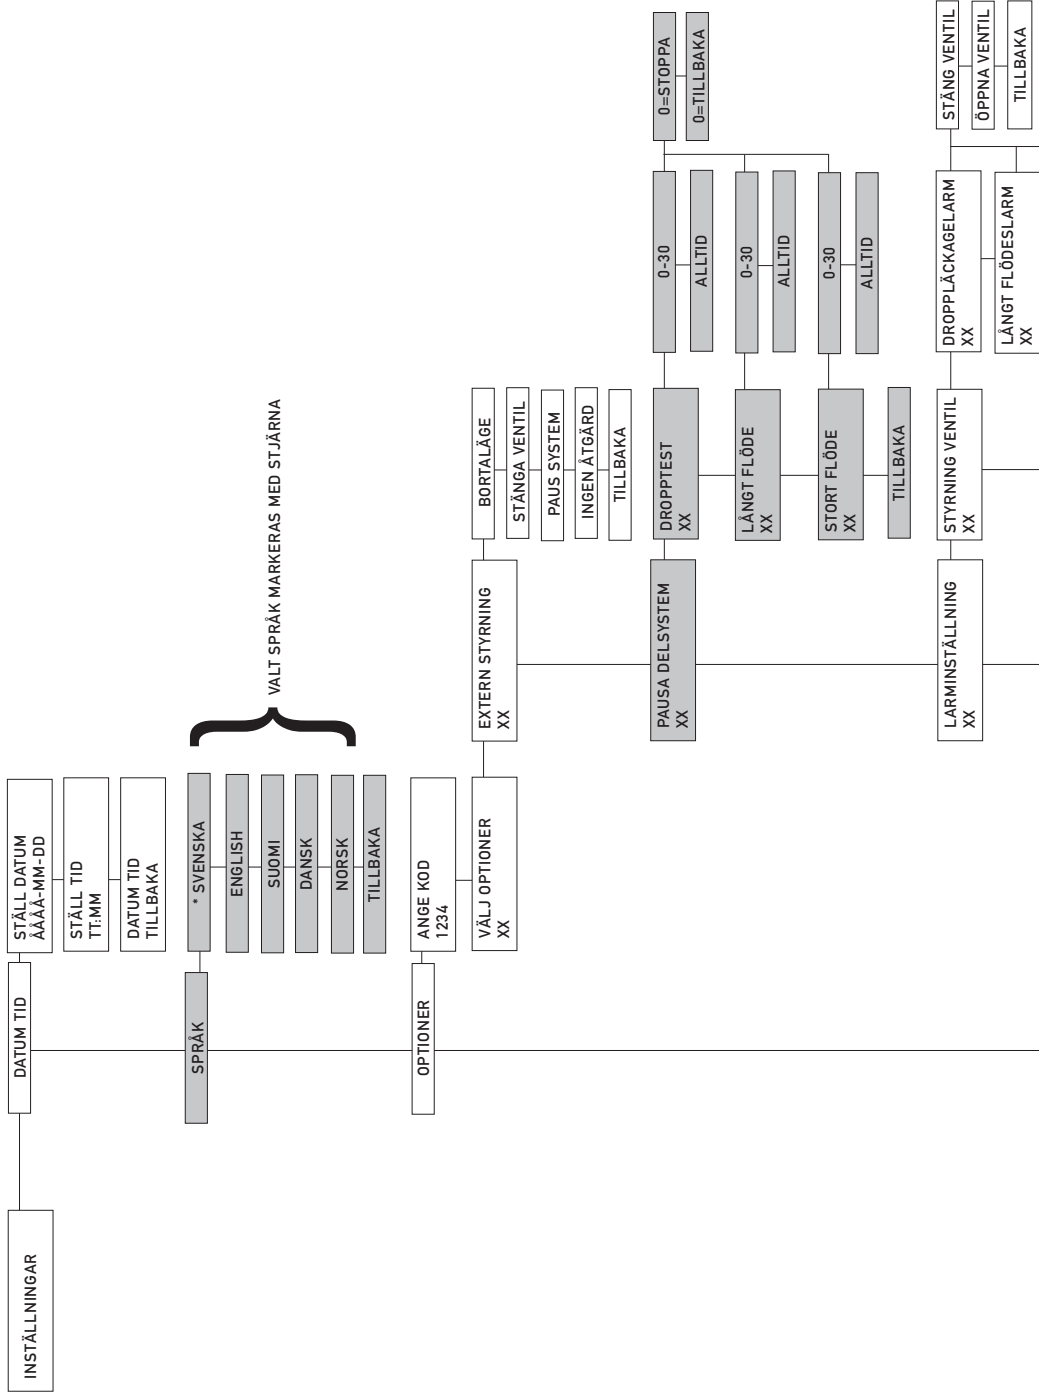 INSTÄLLNINGAR
DATUM TID
STÄLL DATUM
ÅÅÅÅ-MM-DD
STÄLL TID
TT:MM
DATUM TID
TILLBAKA
SPRÅK
* SVENSKA
ENGLISH
SUOMI
DANSK
NORSK
TILLBAKA
VALT SPRÅK MARKERAS MED STJÄRNA
OPTIONER
ANGE KOD
1234
VÄLJ OPTIONER
XX
EXTERN STYRNING
XX
BORTALÄGE
STÄNGA VENTIL
PAUS SYSTEM
INGEN ÅTGÄRD
TILLBAKA
PAUSA DELSYSTEM
XX
DROPPTEST
XX
0-30
ALLTID
0=STOPPA
0=TILLBAKA
LÅNGT FLÖDE
XX
0-30
ALLTID
STORT FLÖDE
XX
0-30
ALLTID
TILLBAKA
LARMINSTÄLLNING
XX
STYRNING VENTIL
XX
DROPPLÄCKAGELARM
XX
STÄNG VENTIL
ÖPPNA VENTIL
TILLBAKA
LÅNGT FLÖDESLARM
XX